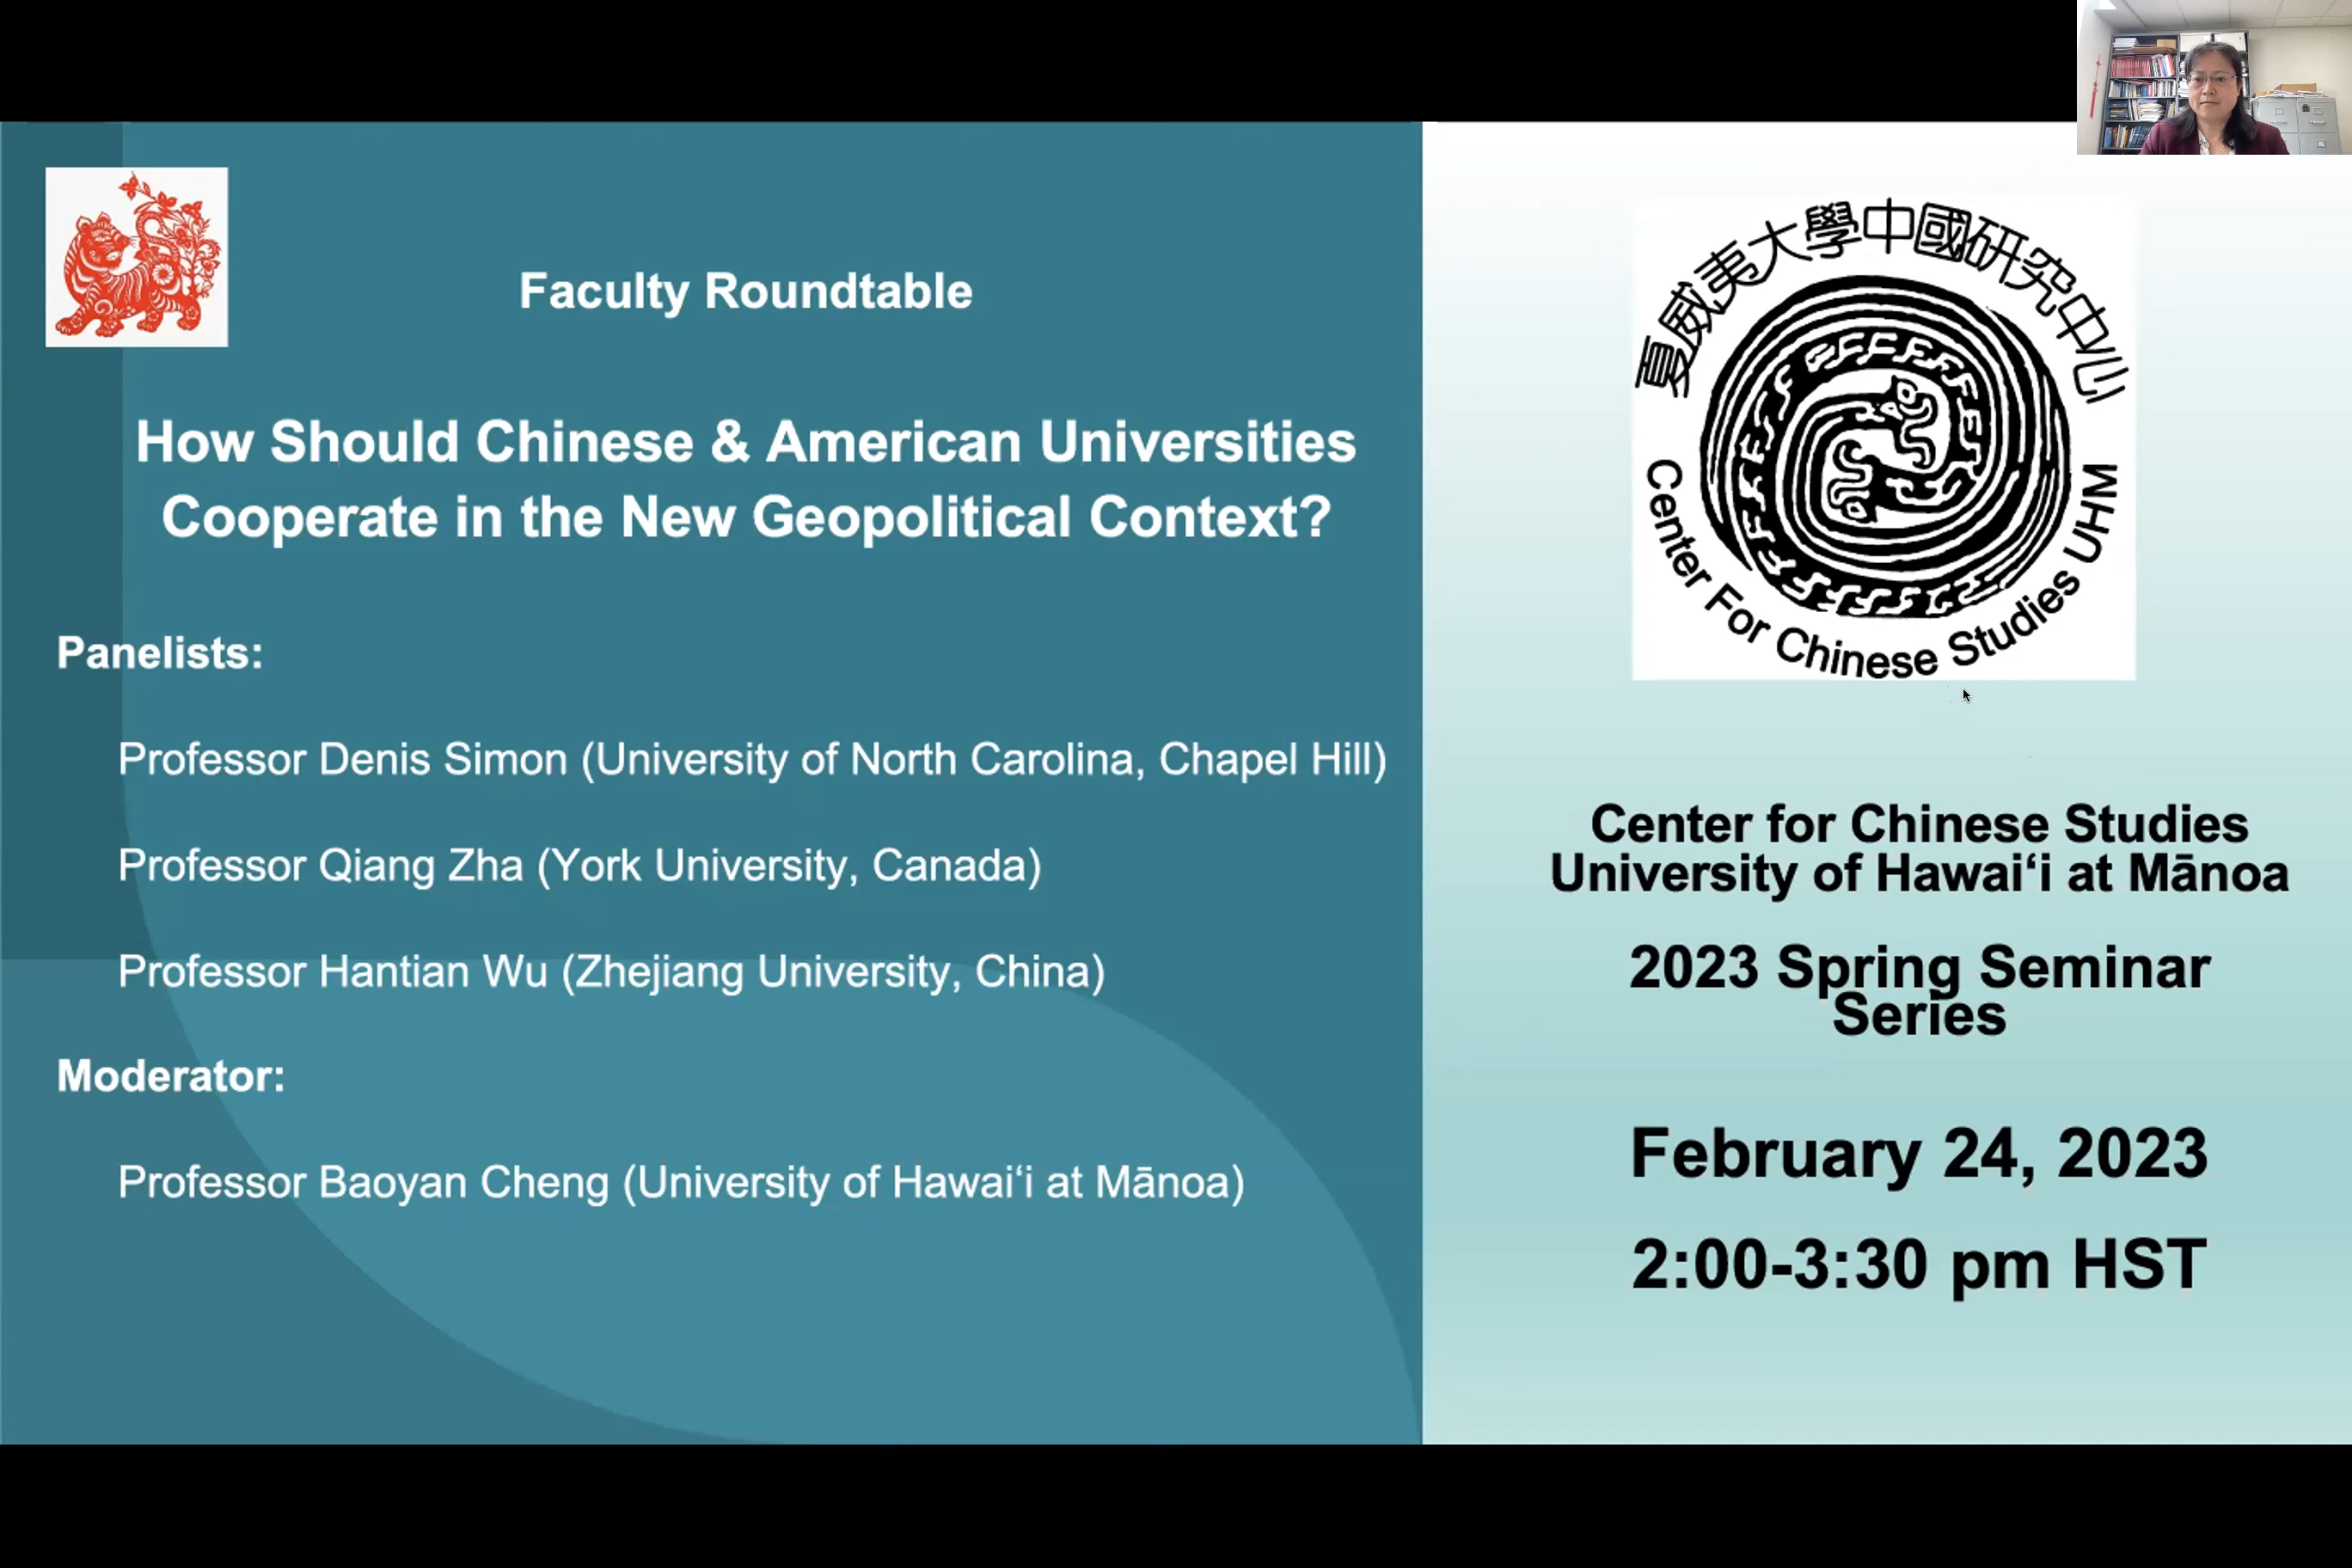 Faculty Roundtable
How Should Chinese & American Universities
Cooperate in the New Geopolitical Context?
Panelists:
Professor Denis Simon (University of North Carolina, Chapel Hill)
Professor Qiang Zha (York University, Canada)
Professor Hantian Wu (Zhejiang University, China)
Moderator:
Professor Baoyan Cheng (University of Hawaiʻi at Mānoa)
夏威夷大學中國研究中心
Center For Chinese Studies UHM
Center for Chinese Studies
University of Hawaiʻi at Mānoa
2023 Spring Seminar
Series
February 24, 2023
2:00-3:30 pm HST